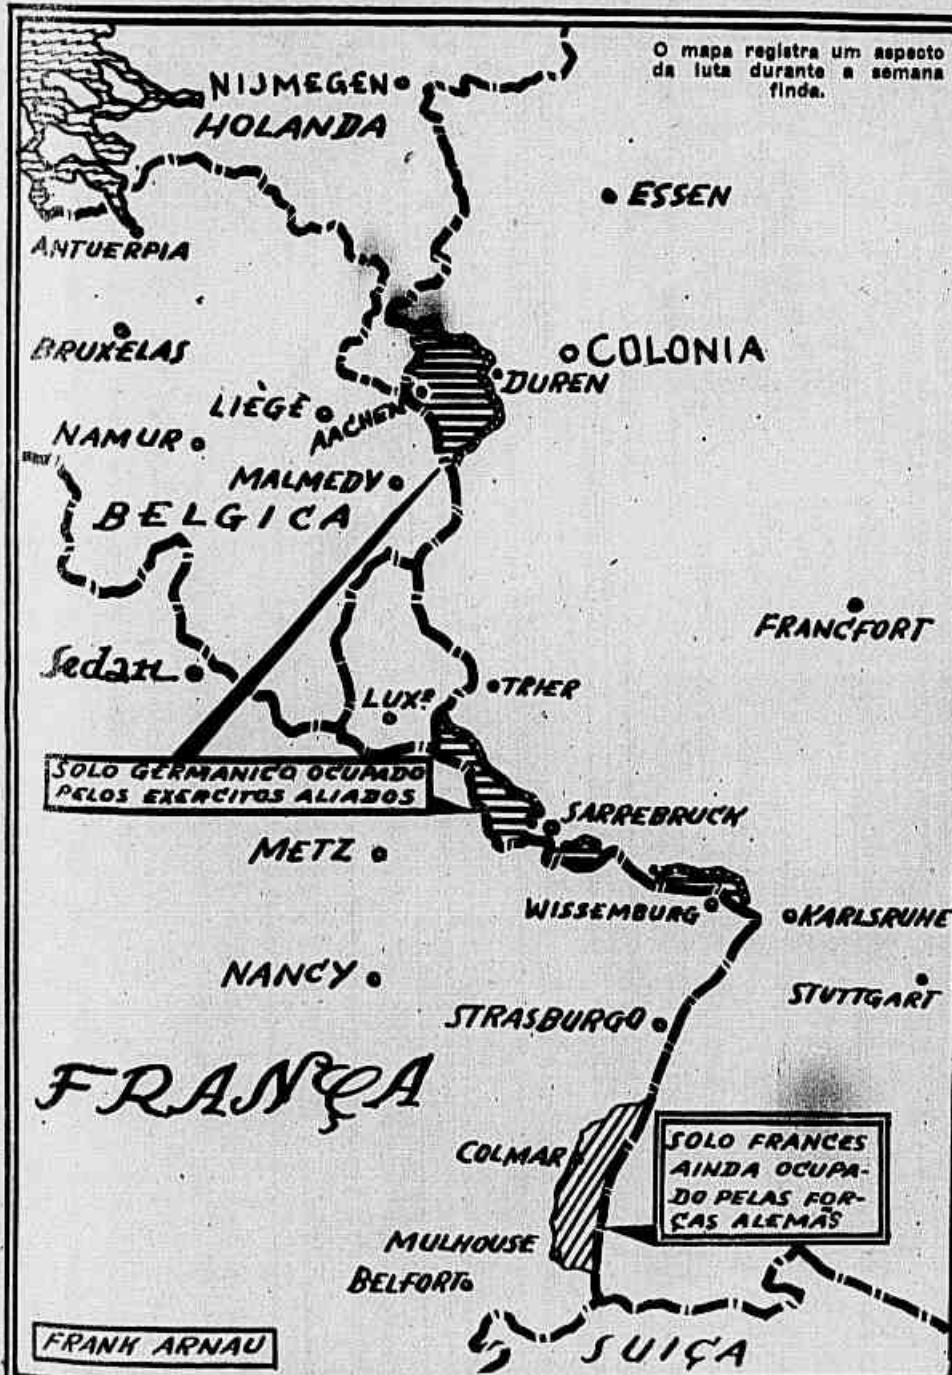 O mapa registra um aspecto
da luta durante a semana
finda.
NIJMEGEN
HOLANDA
ESSEN
ANTUERPIA
BRUXELAS
COLONIA
DUREN
LIÈGÈ
AACHEN
NAMUR
MALMEDY
BELGICA
FRANCFORT
Sedan
TRIER
LUXº
SOLO GERMANICO OCUPADO
PELOS EXERCITOS ALIADOS
SARREBRUCK
METZ
WISSEMBURG
KARLSRUHE
NANCY
STUTTGART
STRASBURGO
FRANÇA
COLMAR
SOLO FRANCES
AINDA OCUPA-
DO PELAS FOR-
ÇAS ALEMÃS
MULHOUSE
BELFORT
SUIÇA
FRANK ARNAU